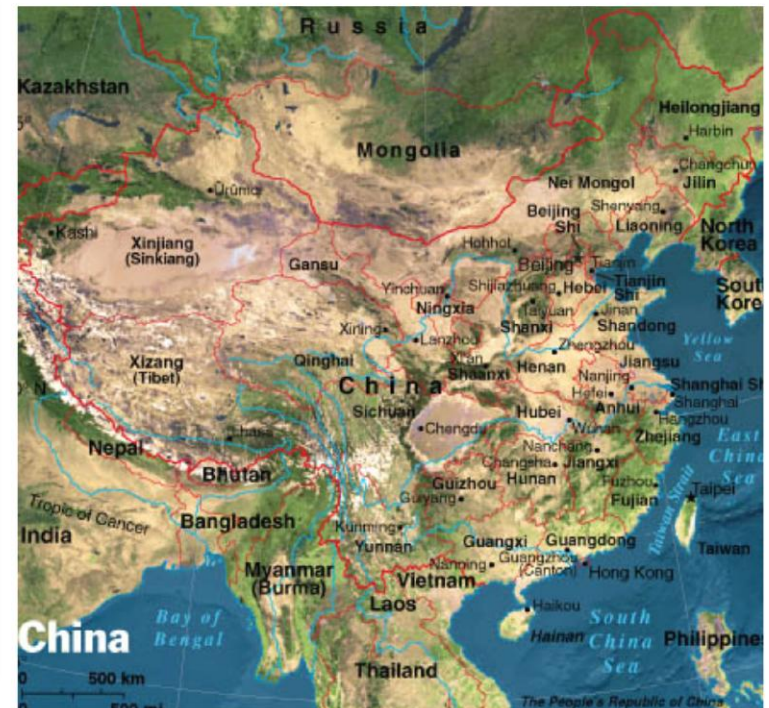 Russia
Kazakhstan
Heilongjiang
Harbin
Mongolia
Changchun
Nei Mongol
Jilin
Ürümqi
Beijing
Shi
Shenyang
Liaoning
North
Korea
Kashi
Xinjiang
(Sinkiang)
Hohhot
Gansu
Beijing
Tianjin
Tianjin
Shi
Yinchuan
Shijiazhuang
Hebei
Sout
Kore
Ningxia
Taiyuan
Jinan
Xining
Shanxi
Shandong
Lanzhou
Zhengzhou
Yellow
Sea
Xizang
(Tibet)
Qinghai
Xi'an
Shaanxi
Henan
Jiangsu
China
Nanjing
Hefei
Shanghai Sh
Shanghai
Sichuan
Hubei
Anhui
Hangzhou
Chengdu
Wuhan
Zhejiang
Lhasa
East
China
Sea
Nepal
Nanchang
Bhutan
Changsha
Jiangxi
Guizhou
Hunan
Fuzhou
Taipei
Guiyang
Fujian
Taiwan Strait
Tropic of Cancer
Bangladesh
India
Kunming
Yunnan
Guangxi
Guangdong
Taiwan
Nanning
Guangzhou
(Canton)
Hong Kong
Myanmar
(Burma)
Vietnam
Laos
Haikou
Bay of
Bengal
South
China
Sea
Hainan
Philippine
China
0
500 km
Thailand
The People's Republic of China